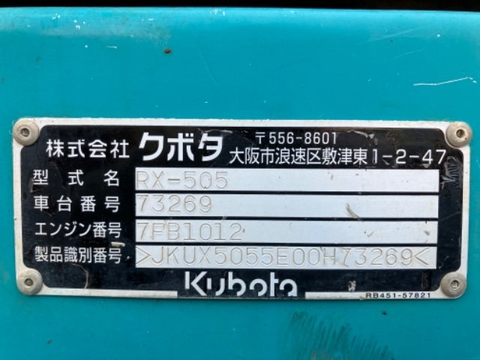 株式会社 クボタ 〒556-8601
大阪市浪速区敷津東1-2-47
型式名 RX-505
車台番号 73269
エンジン番号 7FB1012
製品識別番号 >JKUX5055E00H73269<
Kubota
RB451-57821